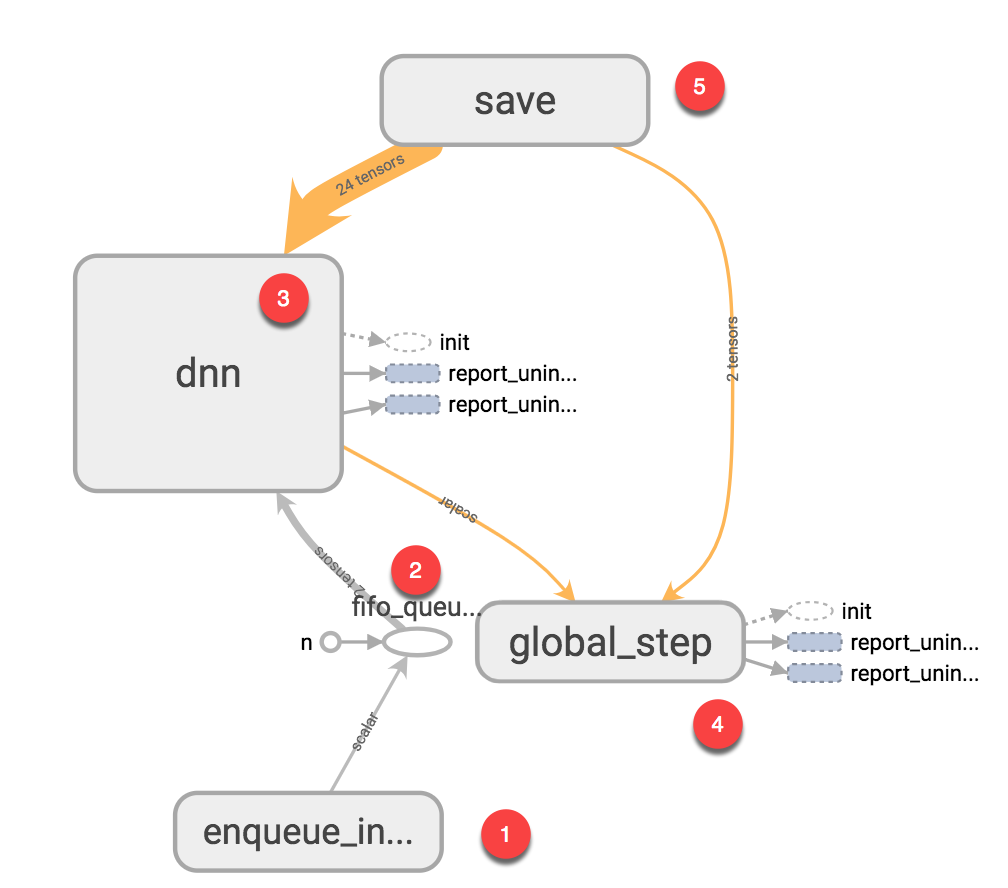 save
5
24 tensors
3
dnn
init
report_unin...
report_unin...
2 tensors
scalar
2 tensors
2
fifo_queu...
n
global_step
init
report_unin...
report_unin...
4
scalar
enqueue_in...
1